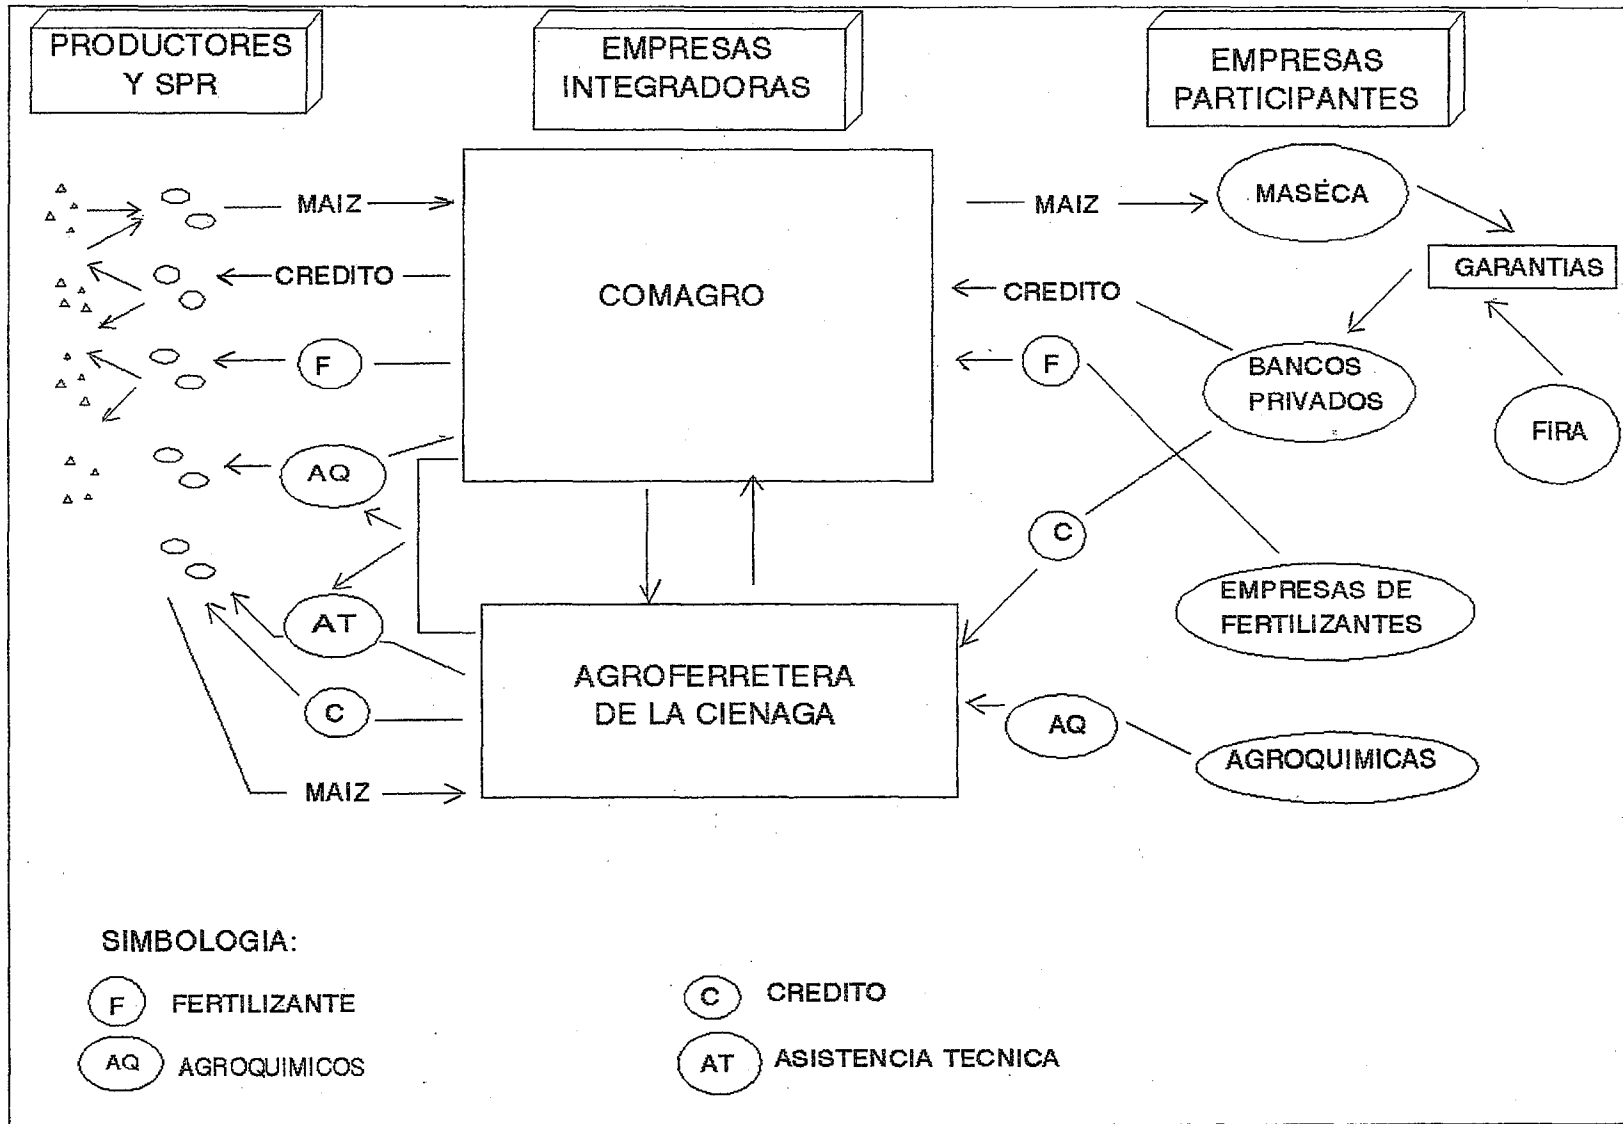 PRODUCTORES
Y SPR
EMPRESAS
INTEGRADORAS
EMPRESAS
PARTICIPANTES
MAIZ
MAIZ
MASECA
CREDITO
COMAGRO
CREDITO
GARANTIAS
F
F
BANCOS
PRIVADOS
FIRA
AQ
C
AT
EMPRESAS DE
FERTILIZANTES
AGROFERRETERA
DE LA CIENAGA
C
AQ
AGROQUIMICAS
MAIZ
SIMBOLOGIA:
F FERTILIZANTE
C CREDITO
AQ AGROQUIMICOS
AT ASISTENCIA TECNICA